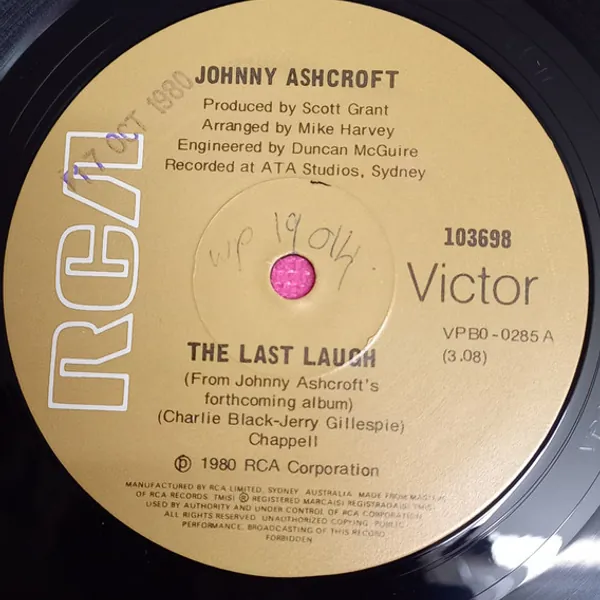 JOHNNY ASHCROFT
Produced by Scott Grant
Arranged by Mike Harvey
Engineered by Duncan McGuire
Recorded at ATA Studios, Sydney
17 OCT 1980
RCA
wp 19
103698
Victor
VPB0-0285 A
(3.08)
THE LAST LAUGH
(From Johnny Ashcroft's
forthcoming album)
(Charlie Black-Jerry Gillespie)
Chappell
Ⓟ 1980 RCA Corporation
MANUFACTURED BY RCA LIMITED, SYDNEY AUSTRALIA. MADE FROM MASTERS
OF RCA RECORDS. TM(S) ® REGISTERED MARCA(S) REGISTRADA(S) TM(S)
USED BY AUTHORITY AND UNDER CONTROL OF RCA CORPORATION.
ALL RIGHTS RESERVED. UNAUTHORIZED COPYING, PUBLIC
PERFORMANCE, BROADCASTING OF THIS RECORD
FORBIDDEN